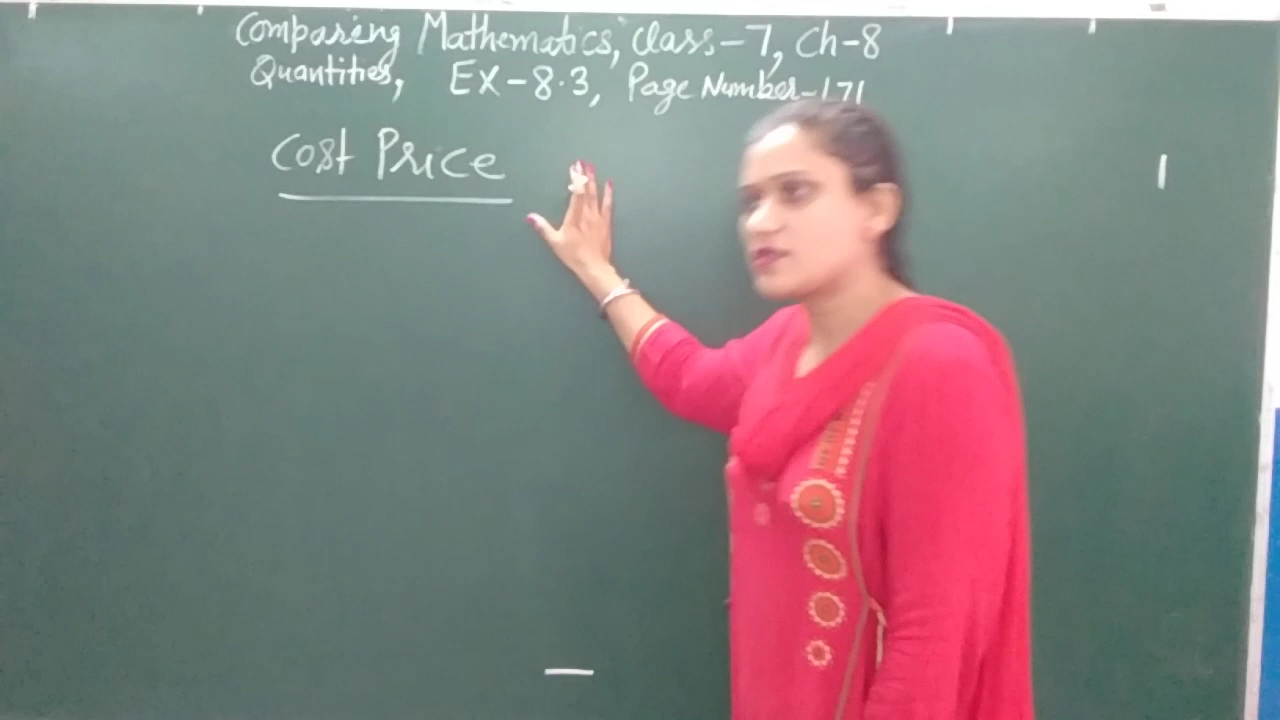 Comparing Mathematics, Class-7, Ch-8
Quantities, EX-8.3, Page Number-171
Cost Price